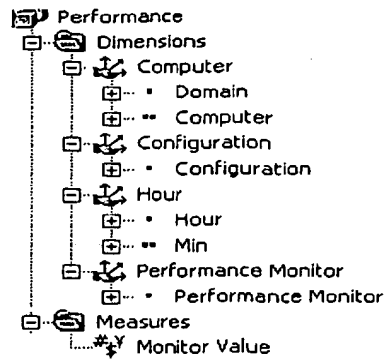 Performance
Dimensions
Computer
Domain
Computer
Configuration
Configuration
Hour
Hour
Min
Performance Monitor
Performance Monitor
Measures
Monitor Value